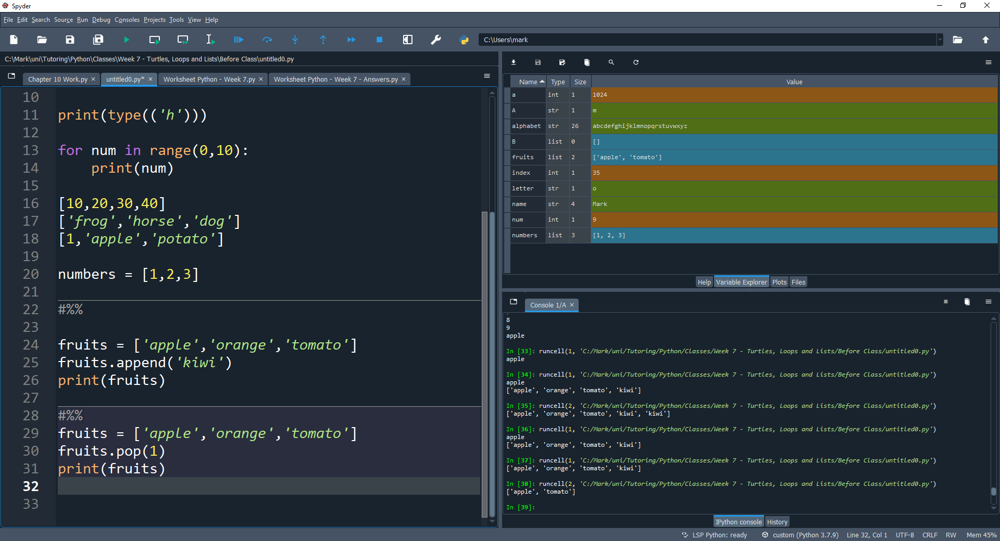 Spyder
File Edit Search Source Run Debug Consoles Projects Tools View Help
C:\Users\mark
C:\Mark\uni\Tutoring\Python\Classes\Week 7 - Turtles, Loops and Lists\Before Class\untitled0.py
Chapter 10 Work.py × untitled0.py* × Worksheet Python - Week 7.py × Worksheet Python - Week 7 - Answers.py ×
10
11 print(type(('h')))
12
13 for num in range(0,10):
14     print(num)
15
16 [10,20,30,40]
17 ['frog','horse','dog']
18 [1,'apple','potato']
19
20 numbers = [1,2,3]
21
22 #%%
23
24 fruits = ['apple','orange','tomato']
25 fruits.append('kiwi')
26 print(fruits)
27
28 #%%
29 fruits = ['apple','orange','tomato']
30 fruits.pop(1)
31 print(fruits)
32
33
Name Type Size Value
a int 1 1024
A str 1 m
alphabet str 26 abcdefghijklmnopqrstuvwxyz
B list 0 []
fruits list 2 ['apple', 'tomato']
index int 1 35
letter str 1 o
name str 4 Mark
num int 1 9
numbers list 3 [1, 2, 3]
Help Variable Explorer Plots Files
Console 1/A ×
8
9
apple
In [33]: runcell(1, 'C:/Mark/uni/Tutoring/Python/Classes/Week 7 - Turtles, Loops and Lists/Before Class/untitled0.py')
apple
In [34]: runcell(1, 'C:/Mark/uni/Tutoring/Python/Classes/Week 7 - Turtles, Loops and Lists/Before Class/untitled0.py')
apple
['apple', 'orange', 'tomato', 'kiwi']
In [35]: runcell(2, 'C:/Mark/uni/Tutoring/Python/Classes/Week 7 - Turtles, Loops and Lists/Before Class/untitled0.py')
['apple', 'orange', 'tomato', 'kiwi', 'kiwi']
In [36]: runcell(1, 'C:/Mark/uni/Tutoring/Python/Classes/Week 7 - Turtles, Loops and Lists/Before Class/untitled0.py')
apple
['apple', 'orange', 'tomato', 'kiwi']
In [37]: runcell(1, 'C:/Mark/uni/Tutoring/Python/Classes/Week 7 - Turtles, Loops and Lists/Before Class/untitled0.py')
['apple', 'orange', 'tomato', 'kiwi']
In [38]: runcell(2, 'C:/Mark/uni/Tutoring/Python/Classes/Week 7 - Turtles, Loops and Lists/Before Class/untitled0.py')
['apple', 'tomato']
In [39]:
IPython console History
LSP Python: ready custom (Python 3.7.9) Line 32, Col 1 UTF-8 CRLF RW Mem 45%